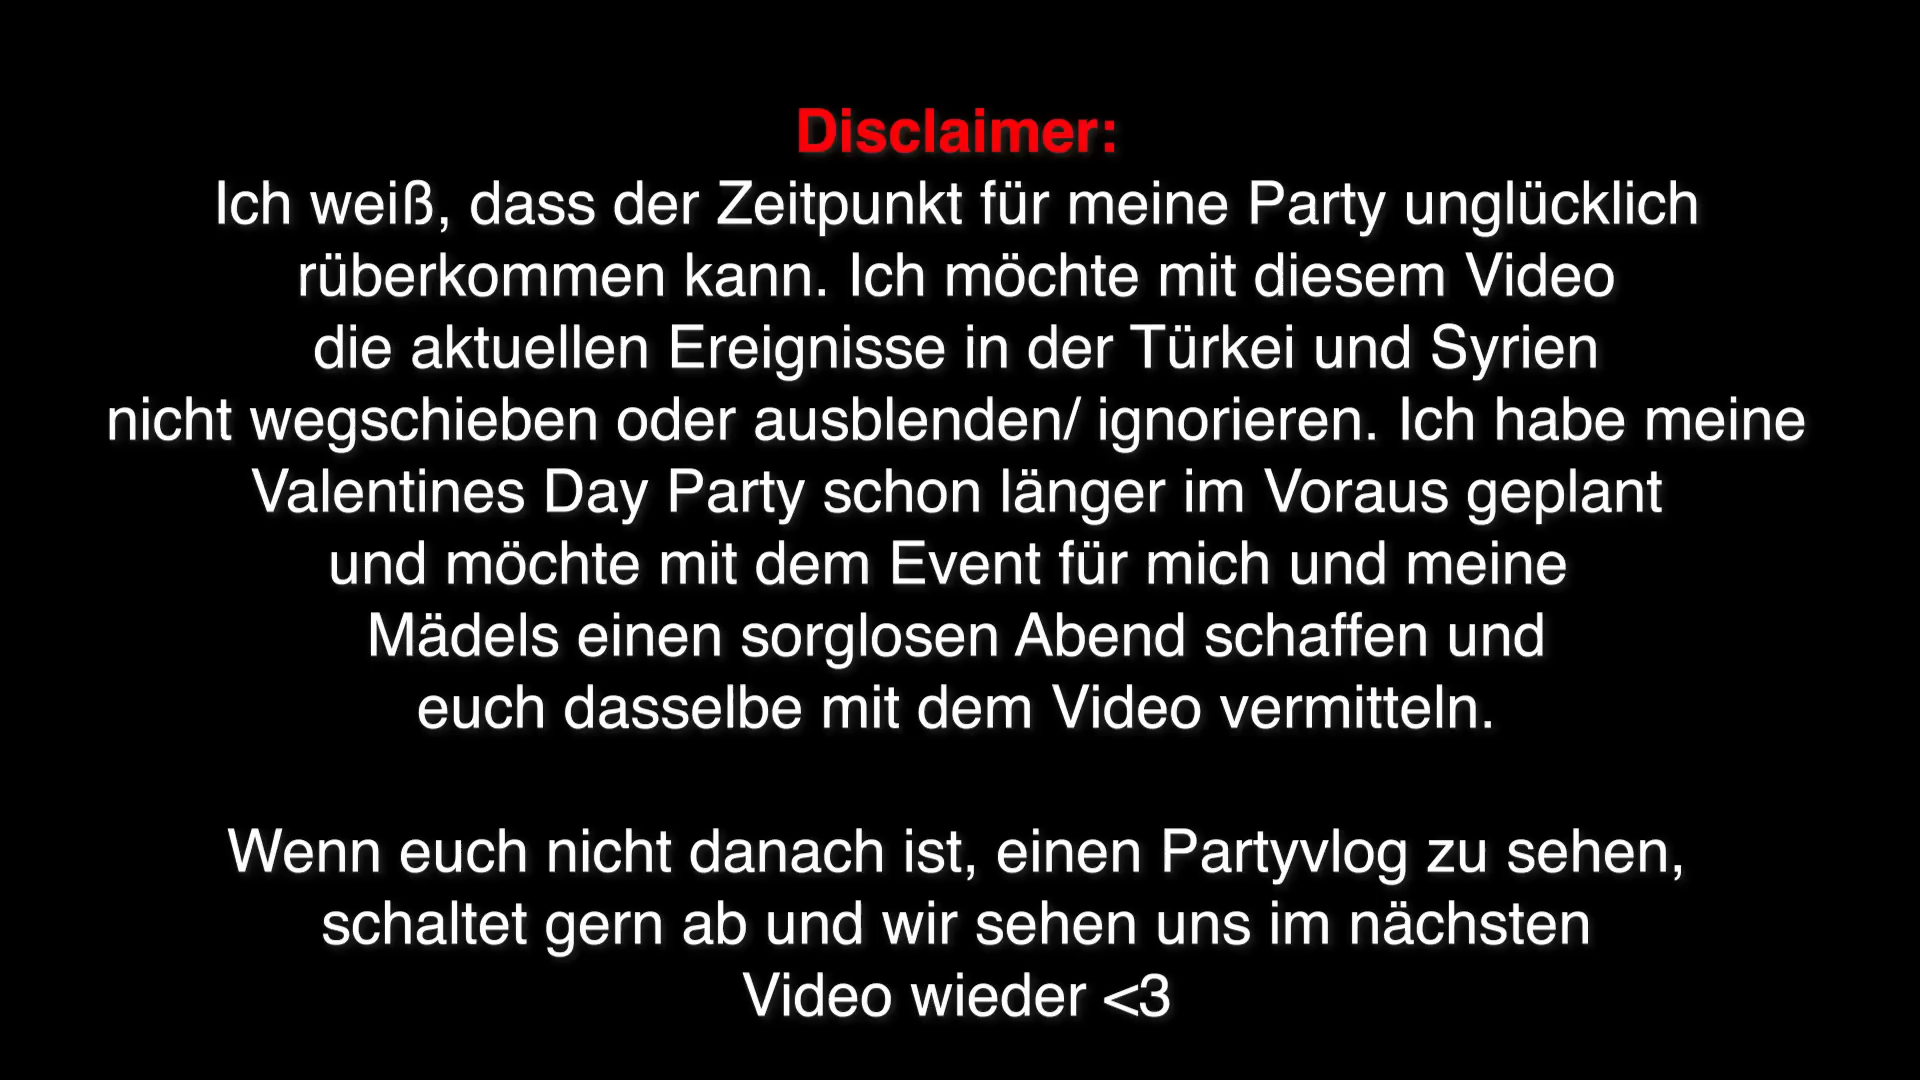 Disclaimer:
Ich weiß, dass der Zeitpunkt für meine Party unglücklich
rüberkommen kann. Ich möchte mit diesem Video
die aktuellen Ereignisse in der Türkei und Syrien
nicht wegschieben oder ausblenden/ ignorieren. Ich habe meine
Valentines Day Party schon länger im Voraus geplant
und möchte mit dem Event für mich und meine
Mädels einen sorglosen Abend schaffen und
euch dasselbe mit dem Video vermitteln.
Wenn euch nicht danach ist, einen Partyvlog zu sehen,
schaltet gern ab und wir sehen uns im nächsten
Video wieder <3